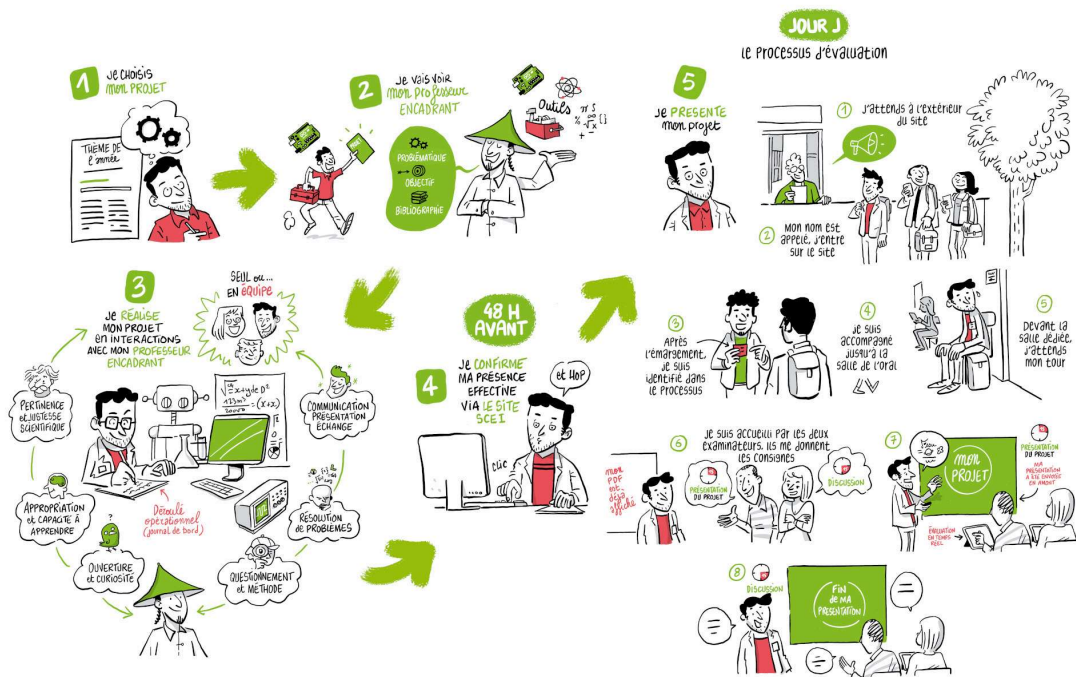 1
Je CHOISIS
mon PROJET
THÈME DE
l'année
2
Je VAIS VOIR
mon professeur
ENCADRANT
PROBLÉMATIQUE
OBJECTIF
BIBLIOGRAPHIE
Outils
3
Je RÉALISE
MON PROJET
en INTERACTIONS
AVEC MON PROFESSEUR
ENCADRANT
SEUL ou...
EN équipe
PERTINENCE
et JUSTESSE
SCIENTIFIQUE
APPROPRIATION
et CAPACITÉ À
APPRENDRE
?
OUVERTURE
et CURIOSITÉ
COMMUNICATION
PRÉSENTATION
ÉCHANGE
RÉSOLUTION
de PROBLÈMES
QUESTIONNEMENT
et MÉTHODE
Déroulé
opérationnel
(journal de bord)
48 H
AVANT
4
Je CONFIRME
MA PRÉSENCE
EFFECTIVE
VIA LE SITE
SCEI
et HOP
clic
JOUR J
le processus d'évaluation
5
Je PRESENTE
mon projet
1
J'attends à l'extérieur
du site
2
Mon nom est
appelé, j'entre
sur le site
3
Après
l'émargement,
je suis
identifié dans
le processus
4
Je suis
accompagné
jusqu'à la
salle de l'oral
5
Devant la
salle dédiée,
j'attends
mon tour
6
Je suis accueilli par les deux
examinateurs. Ils me donnent
les consignes
mon
PDF
est
déjà
affiché
PRÉSENTATION
DU PROJET
DISCUSSION
7
mon
PROJET
PRÉSENTATION
DU PROJET
MA
PRÉSENTATION
A ÉTÉ ENVOYÉE
EN AMONT
ÉVALUATION
EN TEMPS
RÉEL
8
DISCUSSION
FIN
de MA
PRÉSENTATION